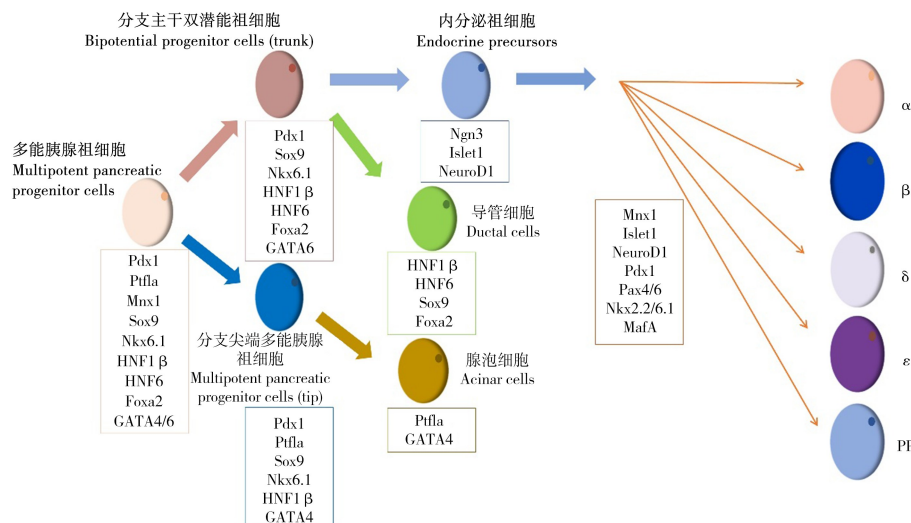 分支主干双潜能祖细胞
Bipotential progenitor cells (trunk)
内分泌祖细胞
Endocrine precursors
多能胰腺祖细胞
Multipotent pancreatic
progenitor cells
Pdx1
Ptfla
Mnx1
Sox9
Nkx6.1
HNF1 β
HNF6
Foxa2
GATA4/6
Pdx1
Sox9
Nkx6.1
HNF1 β
HNF6
Foxa2
GATA6
分支尖端多能胰腺
祖细胞
Multipotent pancreatic
progenitor cells (tip)
Pdx1
Ptfla
Sox9
Nkx6.1
HNF1 β
GATA4
Ngn3
Islet1
NeuroD1
导管细胞
Ductal cells
HNF1 β
HNF6
Sox9
Foxa2
腺泡细胞
Acinar cells
Ptfla
GATA4
Mnx1
Islet1
NeuroD1
Pdx1
Pax4/6
Nkx2.2/6.1
MafA
α
β
δ
ε
PP